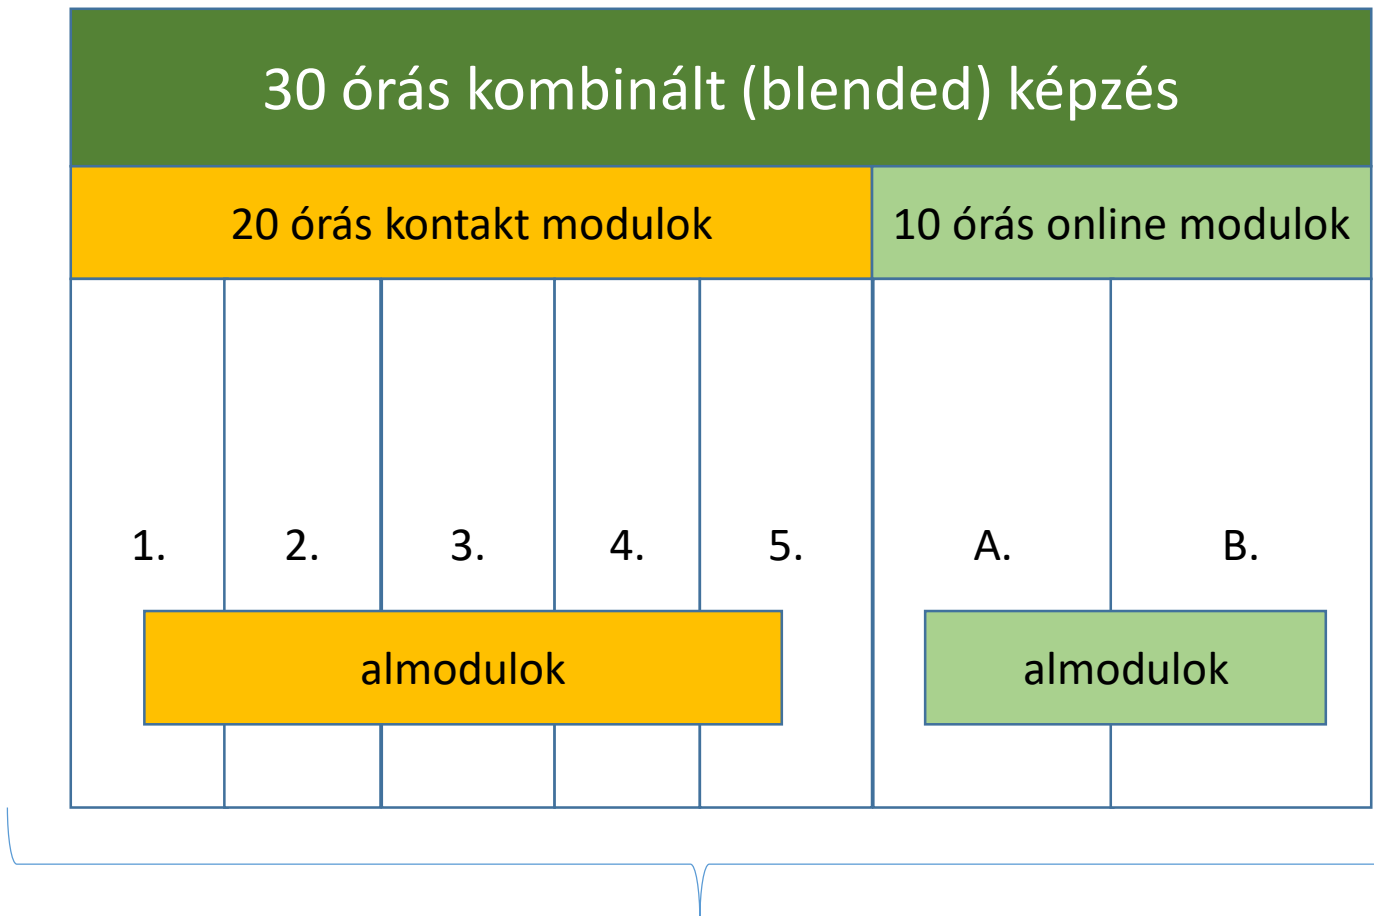 30 órás kombinált (blended) képzés
20 órás kontakt modulok
10 órás online modulok
1.
2.
3.
4.
5.
A.
B.
almodulok
almodulok